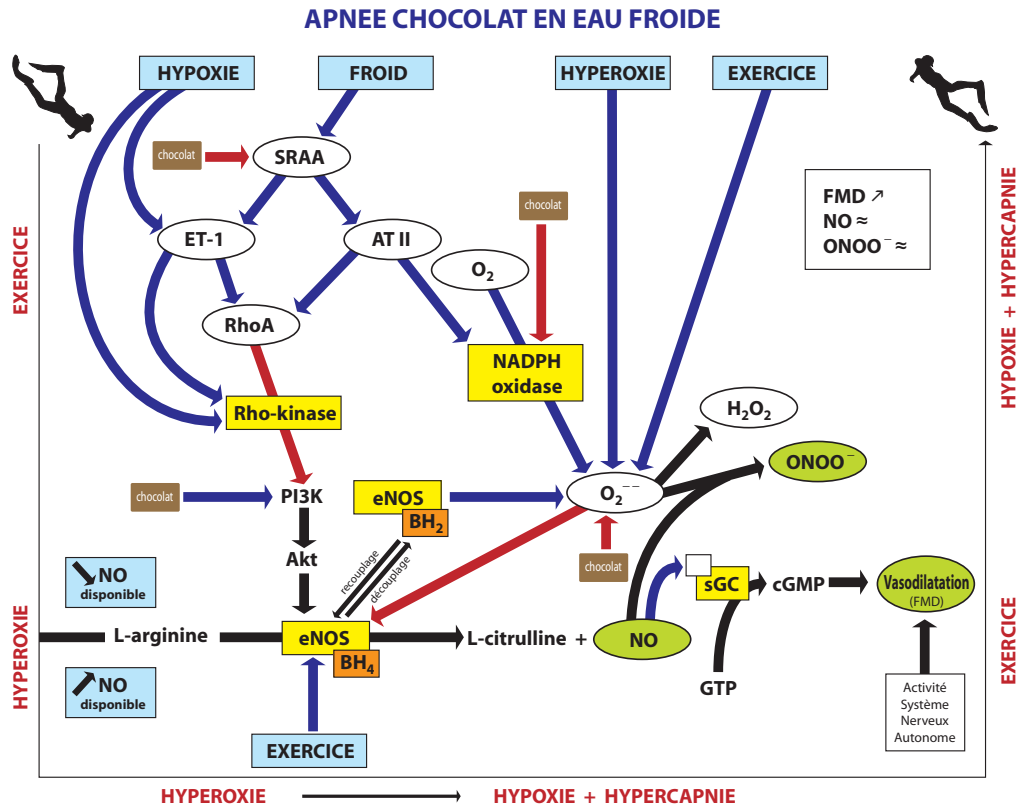 APNEE CHOCOLAT EN EAU FROIDE
HYPOXIE
FROID
HYPEROXIE
EXERCICE
chocolat
SRAA
chocolat
FMD ↗
NO ≈
ONOO⁻ ≈
ET-1
AT II
O₂
EXERCICE
HYPOXIE + HYPERCAPNIE
RhoA
NADPH
oxidase
Rho-kinase
H₂O₂
ONOO⁻
chocolat
PI3K
eNOS
BH₂
O₂⁻⁻
Akt
recouplage
découplage
chocolat
NO
disponible
sGC
cGMP
Vasodilatation
(FMD)
L-arginine
eNOS
BH₄
L-citrulline +
NO
HYPEROXIE
EXERCICE
NO
disponible
GTP
Activité
Système
Nerveux
Autonome
EXERCICE
HYPEROXIE
HYPOXIE + HYPERCAPNIE